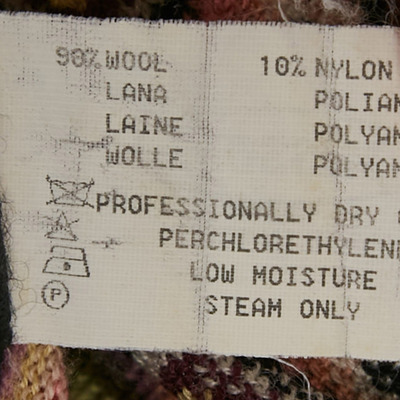 90% WOOL 10% NYLON
LANA
LAINE
WOLLE
PROFESSIONALLY DRY
PERCHLORETHYLENE
LOW MOISTURE
STEAM ONLY
P